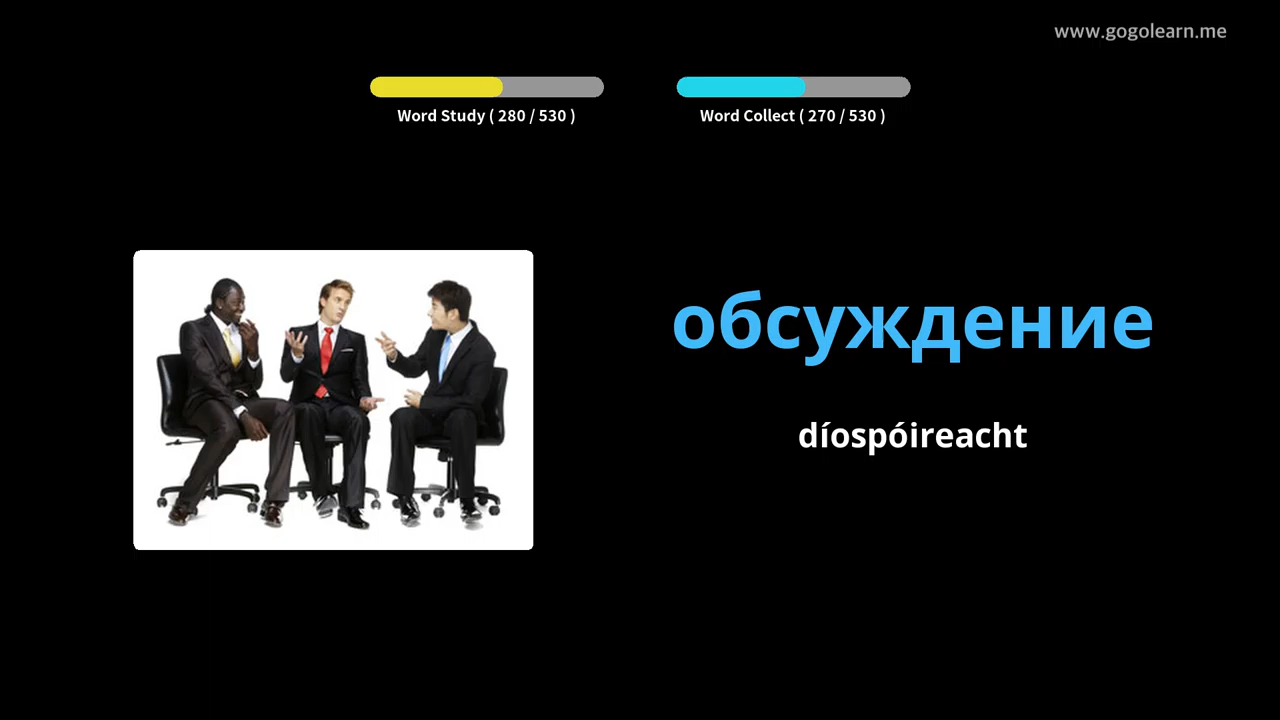 www.gogolearn.me
Word Study ( 280 / 530 )
Word Collect ( 270 / 530 )
обсуждение
díospóireacht